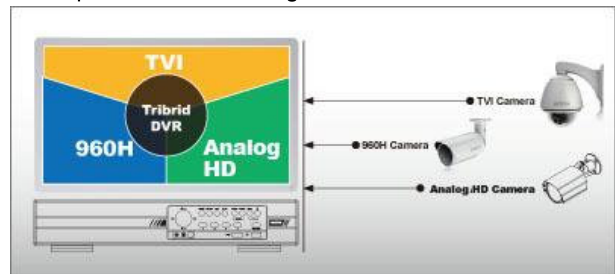 TVI
Tribrid
DVR
960H
Analog
HD
TVI Camera
960H Camera
Analog HD Camera